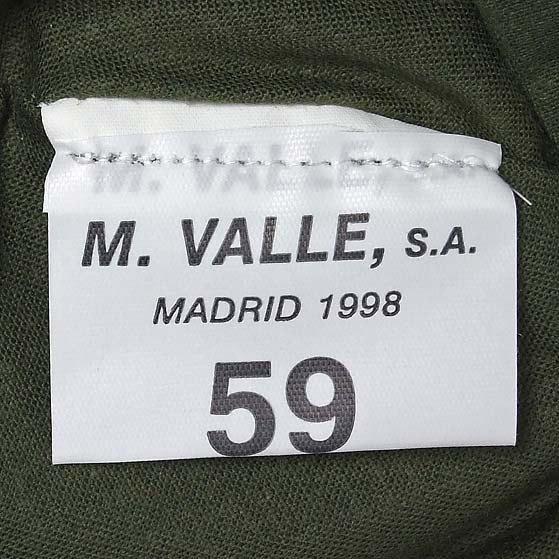 M. VALLE, S.A.
MADRID 1998
59